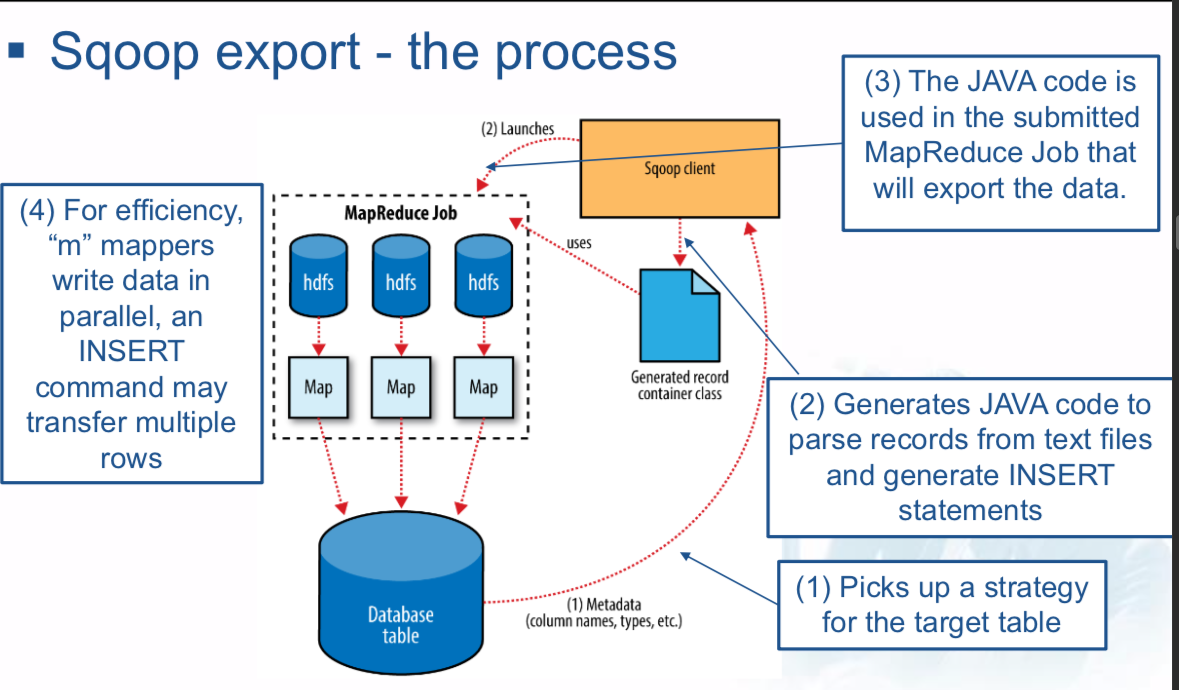 ▪ Sqoop export - the process
(3) The JAVA code is
used in the submitted
MapReduce Job that
will export the data.
(2) Launches
Sqoop client
(4) For efficiency,
“m” mappers
write data in
parallel, an
INSERT
command may
transfer multiple
rows
MapReduce Job
hdfs
hdfs
hdfs
uses
Map
Map
Map
Generated record
container class
(2) Generates JAVA code to
parse records from text files
and generate INSERT
statements
Database
table
(1) Metadata
(column names, types, etc.)
(1) Picks up a strategy
for the target table